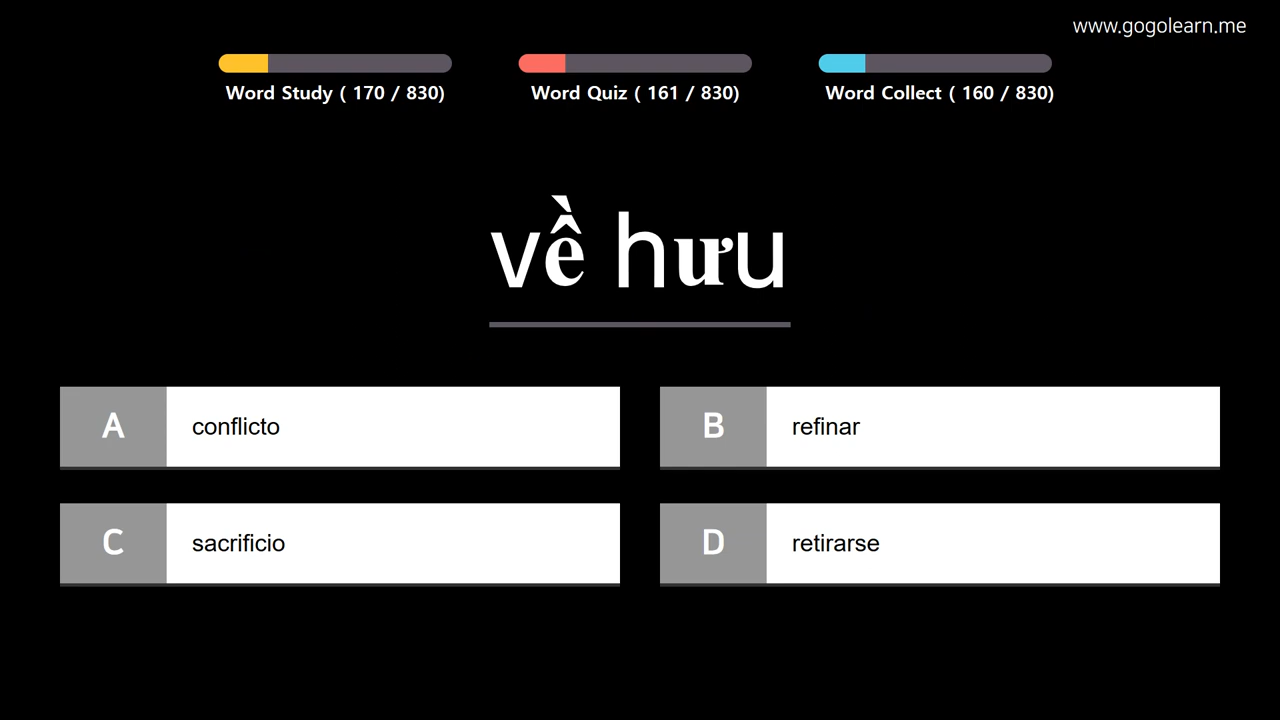 www.gogolearn.me
Word Study ( 170 / 830)
Word Quiz ( 161 / 830)
Word Collect ( 160 / 830)
về hưu
A conflicto
B refinar
C sacrificio
D retirarse